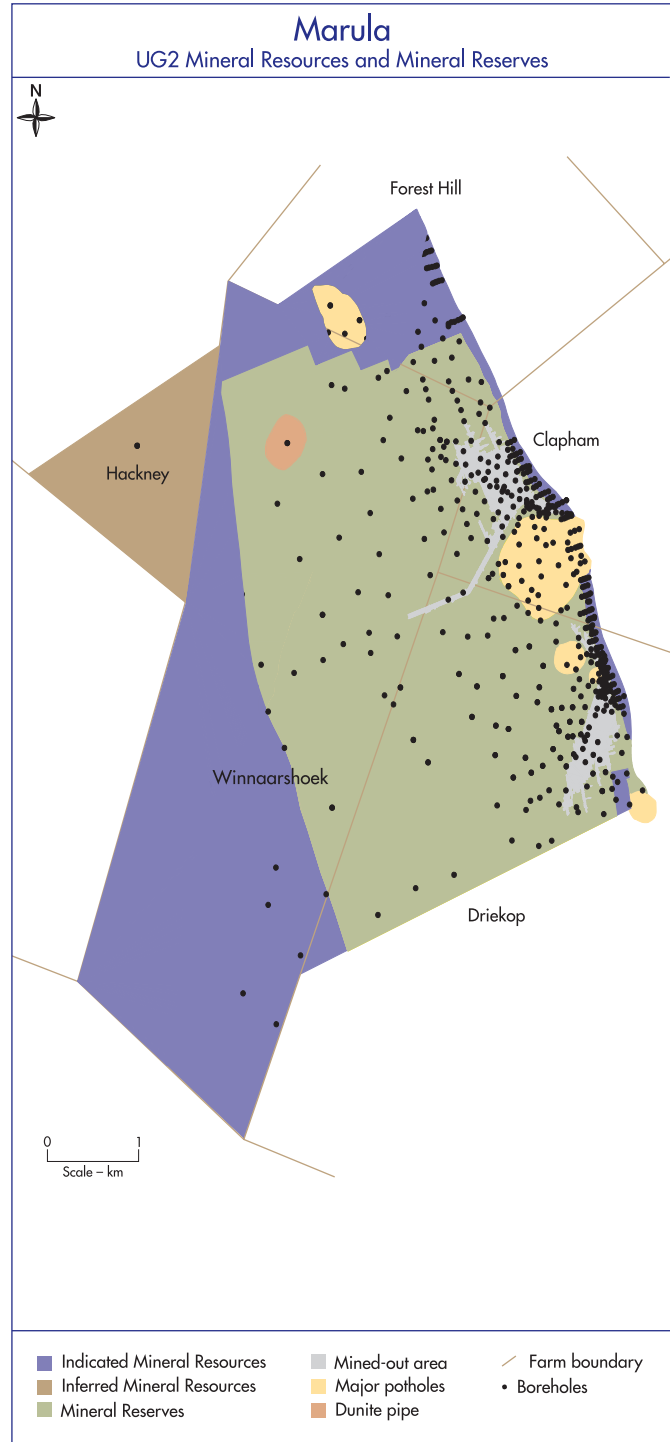 Marula
UG2 Mineral Resources and Mineral Reserves
N
Forest Hill
Clapham
Hackney
Winnaarshoek
Driekop
0 1
Scale – km
Indicated Mineral Resources
Inferred Mineral Resources
Mineral Reserves
Mined-out area
Major potholes
Dunite pipe
Farm boundary
Boreholes